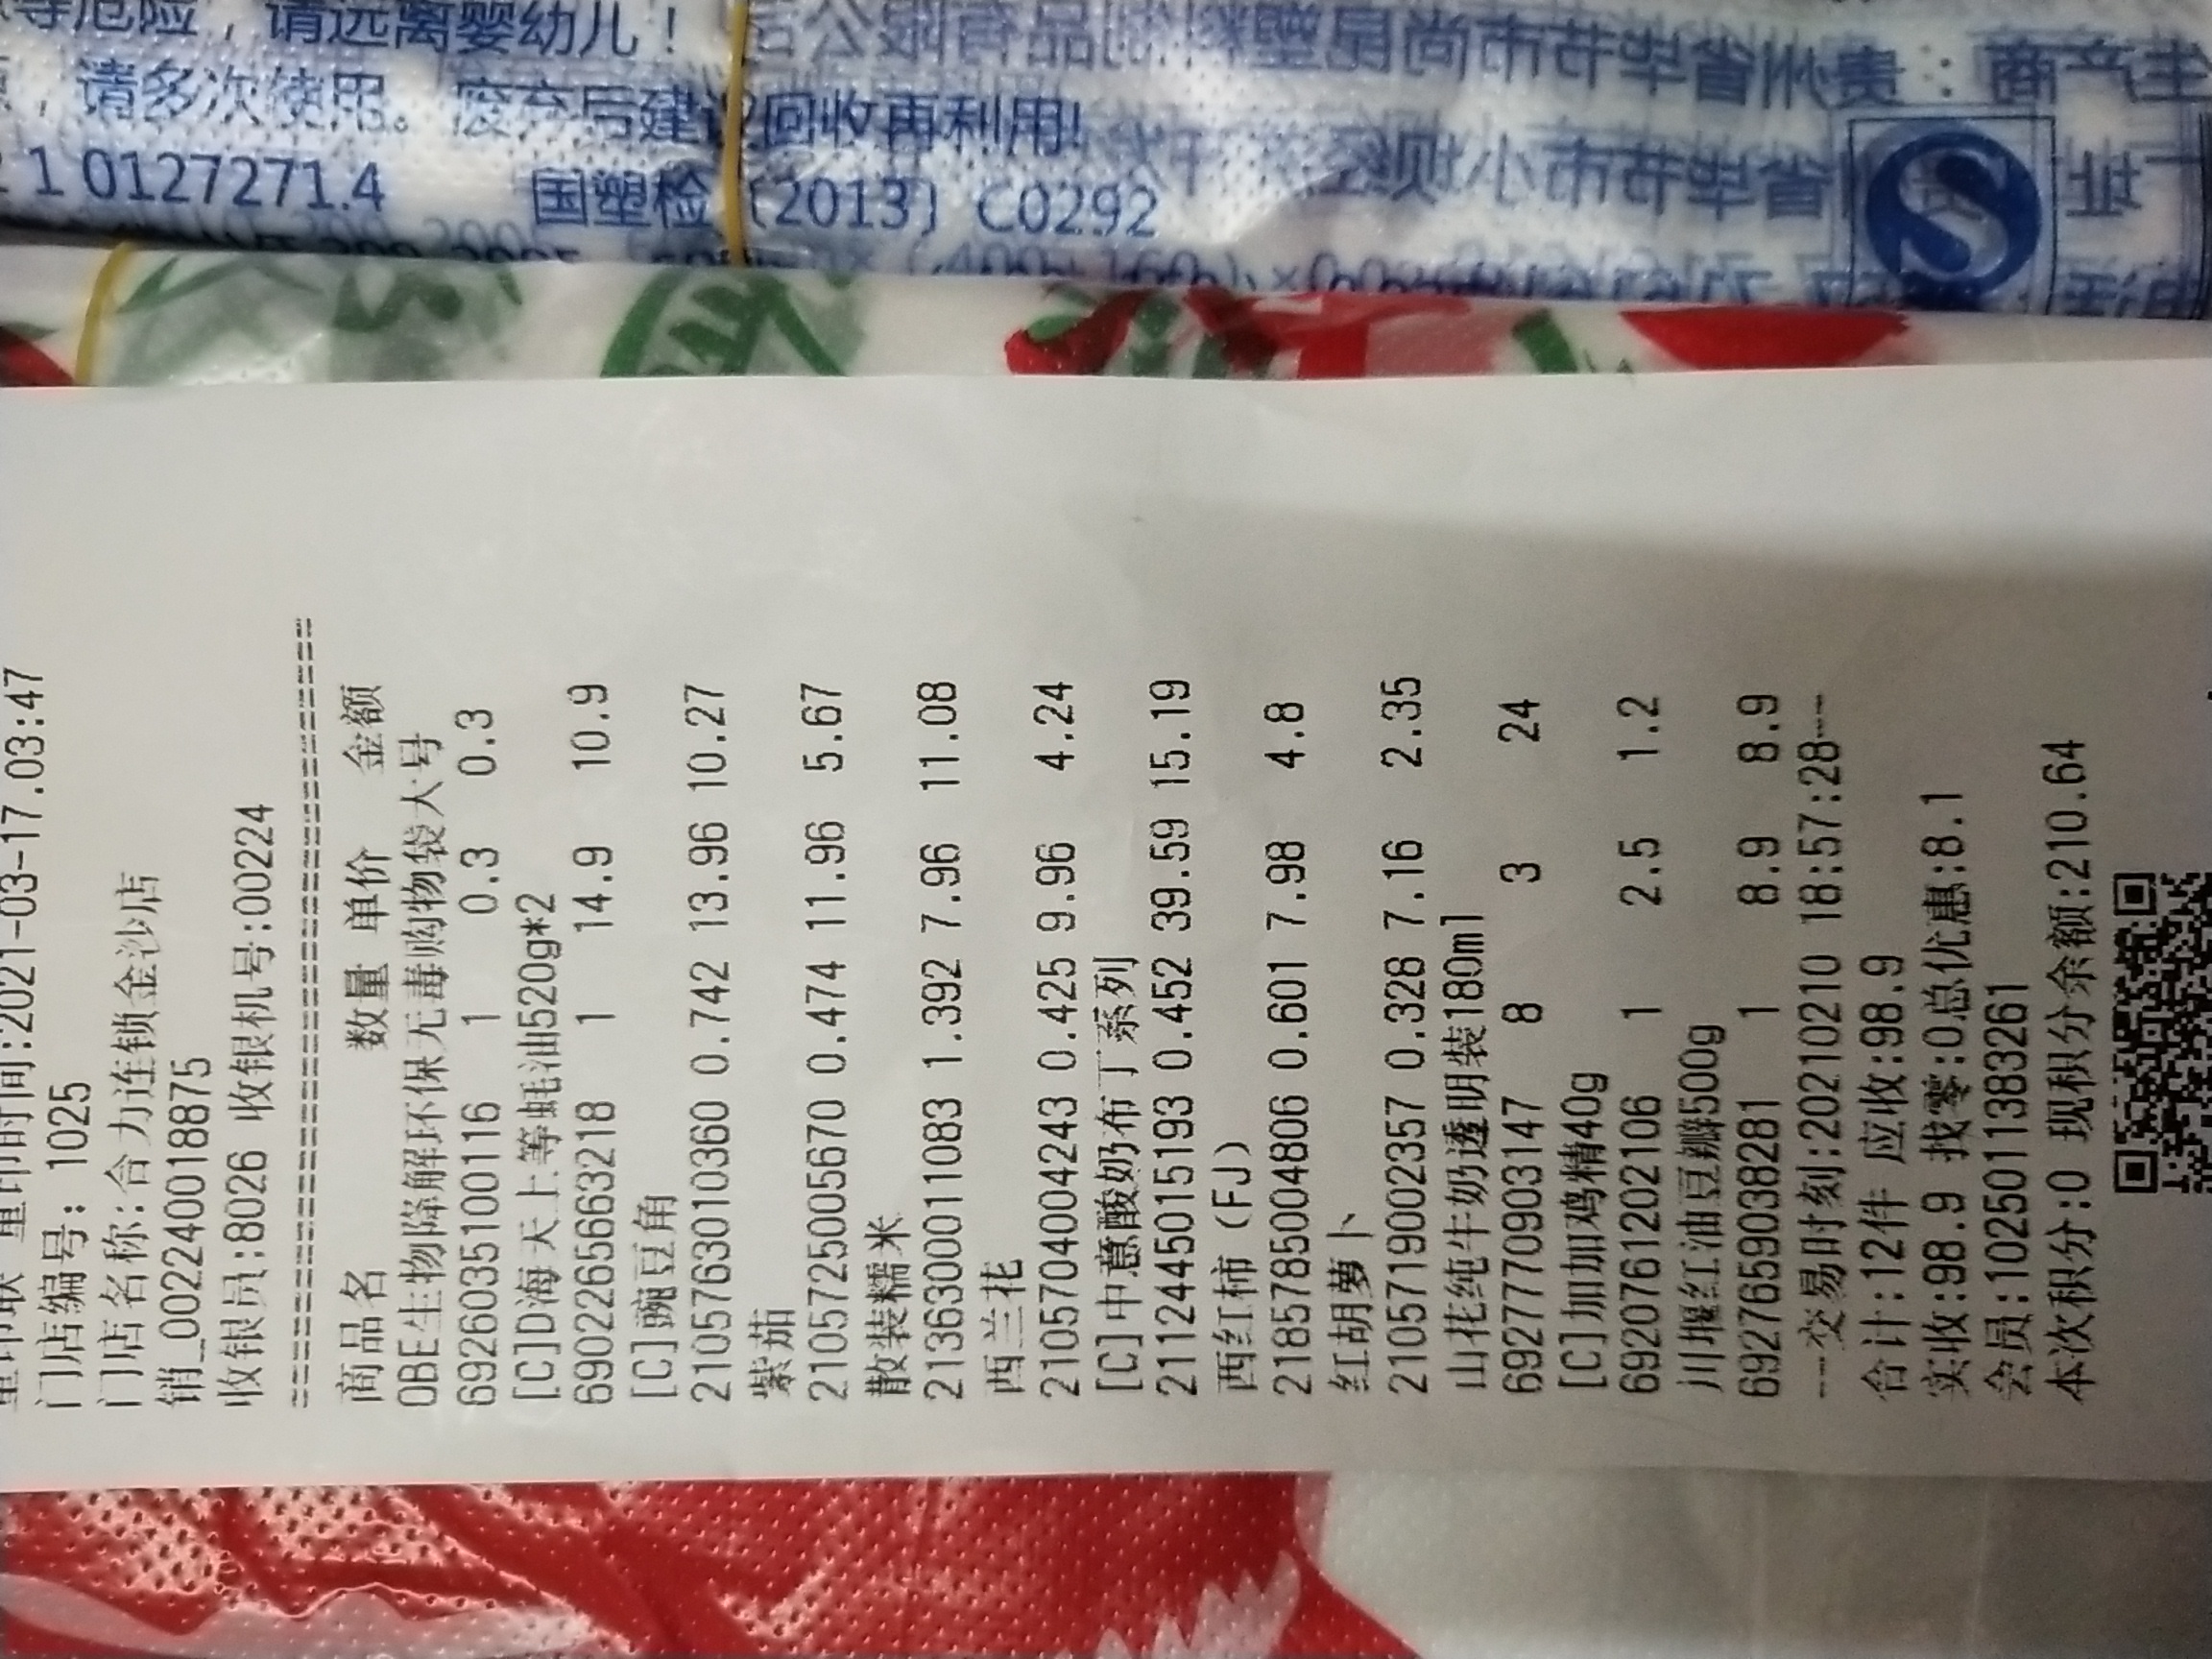 请远离婴幼儿！
请多次使用。废弃后建议回收再利用!
1 0127271.4 国塑检 (2013) C0292
重印联 重印时间:2021-03-17.03:47
门店编号: 1025
门店名称:合力连锁金沙店
销_002240018875
收银员:8026 收银机号:00224
商品名 数量 单价 金额
OBE生物降解环保无毒购物袋大号
6926035100116 1 0.3 0.3
[C]D海天上等蚝油520g*2
6902265663218 1 14.9 10.9
[C]豌豆角
2105763010360 0.742 13.96 10.27
紫茄
2105725005670 0.474 11.96 5.67
散装糯米
2136300011083 1.392 7.96 11.08
西兰花
2105704004243 0.425 9.96 4.24
[C]中意酸奶布丁系列
2112445015193 0.452 39.59 15.19
西红柿(FJ)
2185785004806 0.601 7.98 4.8
红胡萝卜
2105719002357 0.328 7.16 2.35
山花纯牛奶透明装180ml
6927770903147 8 3 24
[C]加加鸡精40g
6920761202106 1 2.5 1.2
川堰红油豆瓣500g
6927659038281 1 8.9 8.9
---交易时刻:20210210 18:57:28---
合计:12件 应收:98.9
实收:98.9 找零:0总优惠:8.1
会员:1025011383261
本次积分:0 现积分余额:210.64